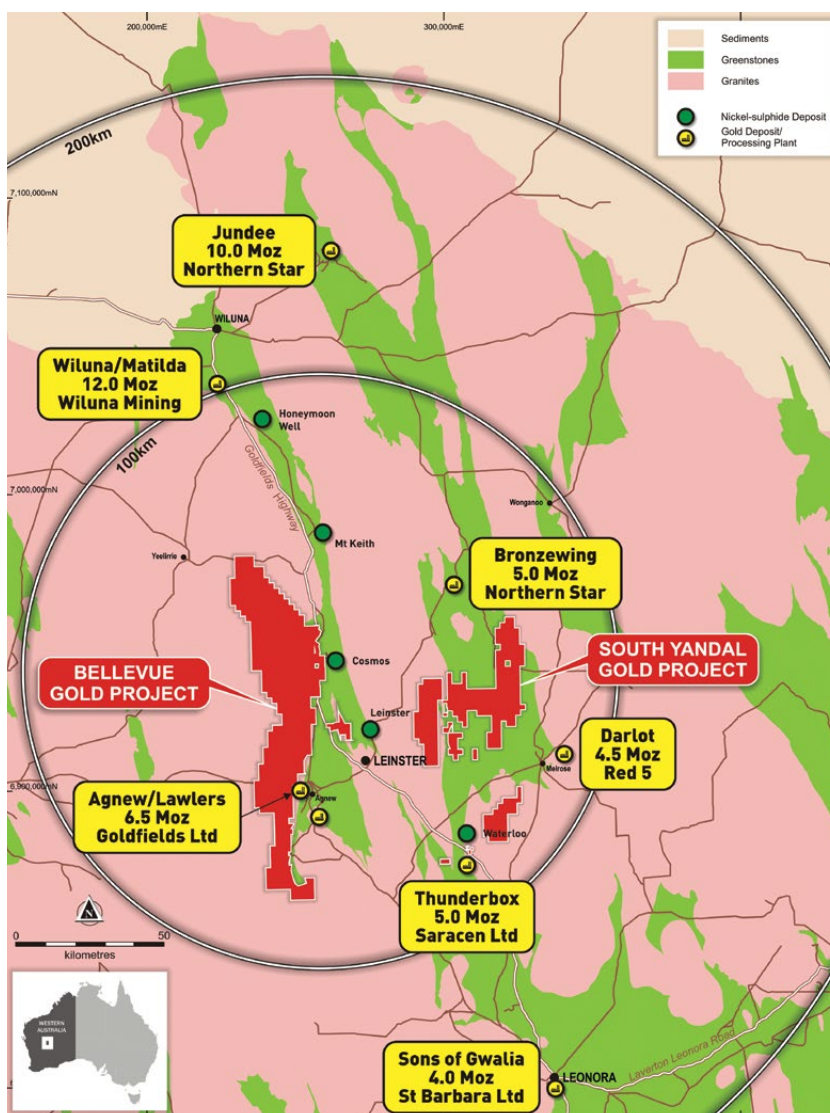 200,000mE
300,000mE
Sediments
Greenstones
Granites
Nickel-sulphide Deposit
Gold Deposit/
Processing Plant
200km
7,100,000mN
Jundee
10.0 Moz
Northern Star
WILUNA
Wiluna/Matilda
12.0 Moz
Wiluna Mining
Honeymoon
Well
100km
Goldfields Highway
7,000,000mN
Wonganoo
Mt Keith
Yeelirrie
Bronzewing
5.0 Moz
Northern Star
BELLEVUE
GOLD PROJECT
Cosmos
SOUTH YANDAL
GOLD PROJECT
Leinster
LEINSTER
Darlot
4.5 Moz
Red 5
Melrose
6,900,000mN
Agnew/Lawlers
6.5 Moz
Goldfields Ltd
Agnew
Waterloo
Thunderbox
5.0 Moz
Saracen Ltd
N
0
50
kilometres
WESTERN
AUSTRALIA
Laverton Leonora Road
Sons of Gwalia
4.0 Moz
St Barbara Ltd
LEONORA